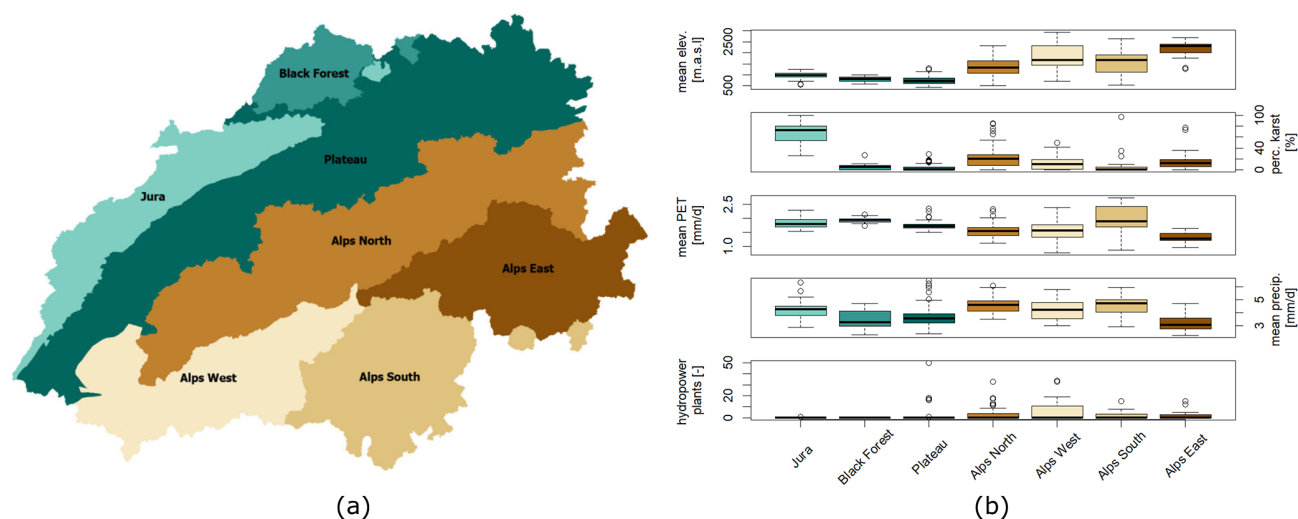 Black Forest
Plateau
Jura
Alps North
Alps East
Alps West
Alps South
(a)
mean elev.
[m.a.s.l]
2500
500
perc. karst
[%]
100
40
0
mean PET
[mm/d]
2.5
1.0
mean precip.
[mm/d]
5
3
hydropower
plants [-]
50
20
0
Jura
Black Forest
Plateau
Alps North
Alps West
Alps South
Alps East
(b)